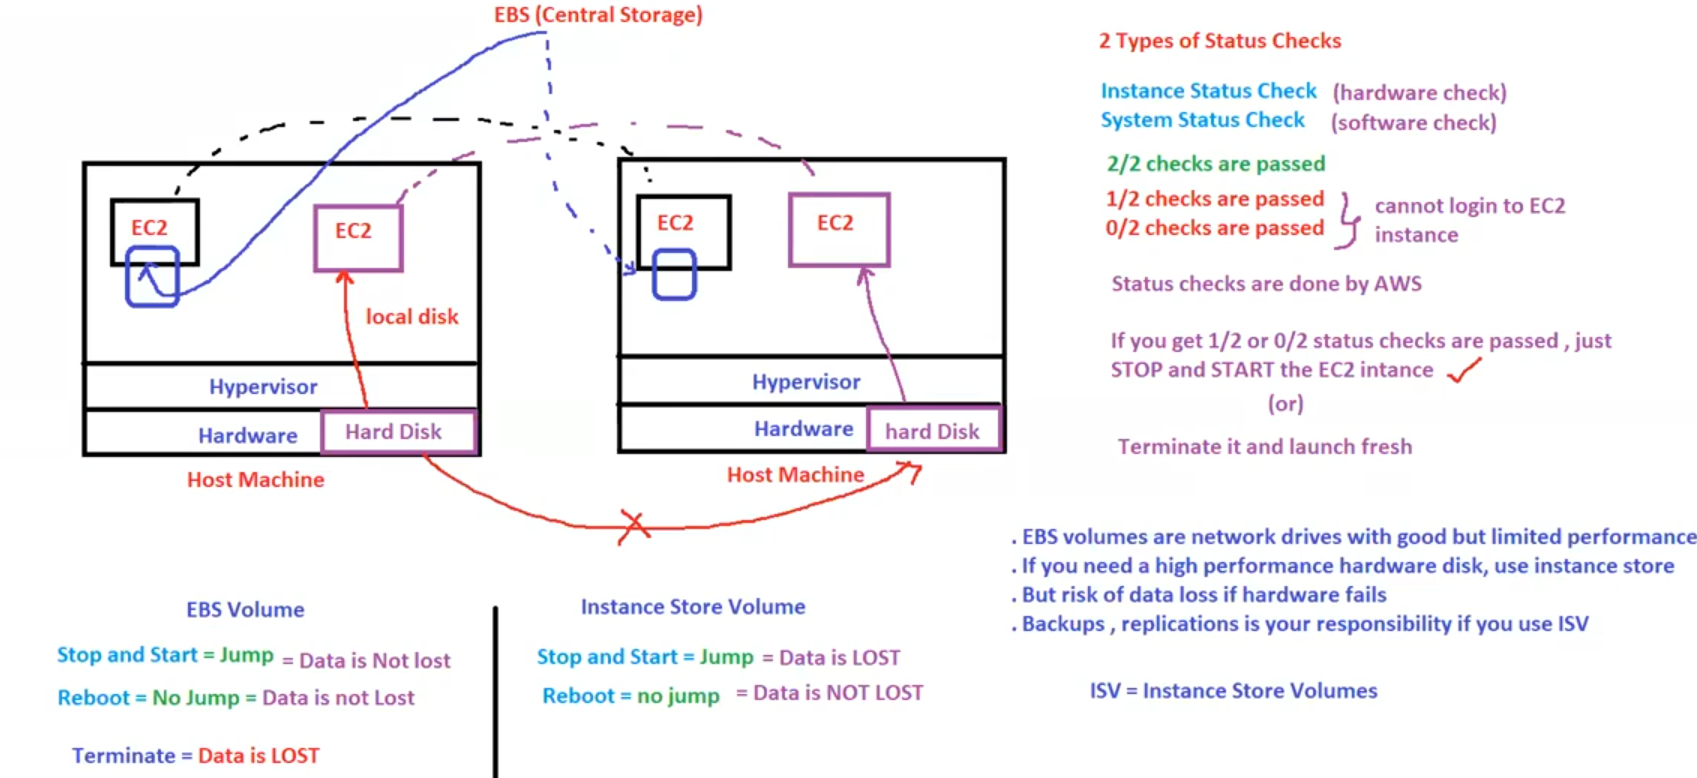 EBS (Central Storage)
EC2
EC2
local disk
Hypervisor
Hardware
Hard Disk
Host Machine
EC2
EC2
Hypervisor
Hardware
hard Disk
Host Machine
2 Types of Status Checks
Instance Status Check (hardware check)
System Status Check (software check)
2/2 checks are passed
1/2 checks are passed
0/2 checks are passed
cannot login to EC2
instance
Status checks are done by AWS
If you get 1/2 or 0/2 status checks are passed , just
STOP and START the EC2 intance
(or)
Terminate it and launch fresh
. EBS volumes are network drives with good but limited performance
. If you need a high performance hardware disk, use instance store
. But risk of data loss if hardware fails
. Backups , replications is your responsibility if you use ISV
ISV = Instance Store Volumes
EBS Volume
Stop and Start = Jump = Data is Not lost
Reboot = No Jump = Data is not Lost
Terminate = Data is LOST
Instance Store Volume
Stop and Start = Jump = Data is LOST
Reboot = no jump = Data is NOT LOST